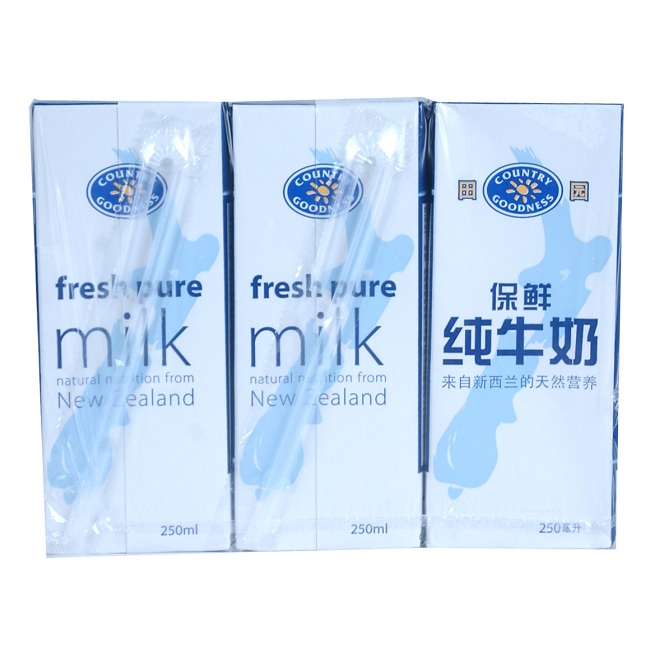 COUNTRY
GOODNESS
fresh pure
milk
natural nutrition from
New Zealand
250ml
COUNTRY
GOODNESS
fresh pure
milk
natural nutrition from
New Zealand
250ml
田 COUNTRY 园
GOODNESS
保鲜
纯牛奶
来自新西兰的天然营养
250毫升